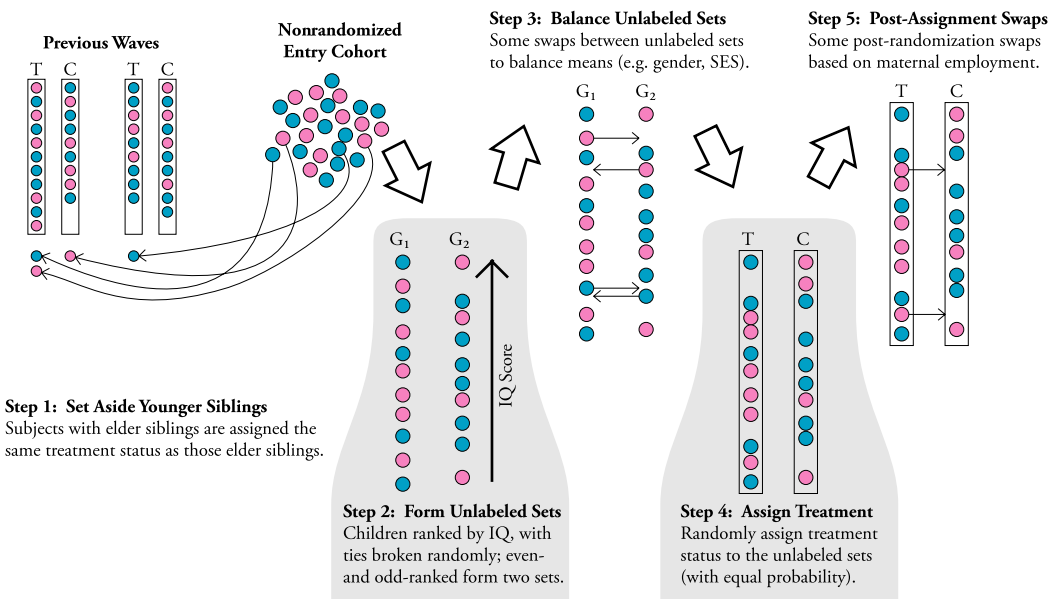 Previous Waves
T C T C
Nonrandomized
Entry Cohort
Step 1: Set Aside Younger Siblings
Subjects with elder siblings are assigned the
same treatment status as those elder siblings.
G₁ G₂
IQ Score
Step 2: Form Unlabeled Sets
Children ranked by IQ, with
ties broken randomly; even-
and odd-ranked form two sets.
Step 3: Balance Unlabeled Sets
Some swaps between unlabeled sets
to balance means (e.g. gender, SES).
G₁ G₂
T C
Step 4: Assign Treatment
Randomly assign treatment
status to the unlabeled sets
(with equal probability).
Step 5: Post-Assignment Swaps
Some post-randomization swaps
based on maternal employment.
T C